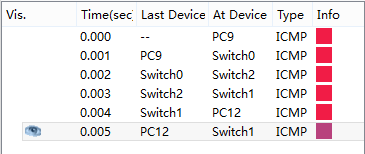 Vis. Time(sec) Last Device At Device Type Info
0.000 -- PC9 ICMP
0.001 PC9 Switch0 ICMP
0.002 Switch0 Switch2 ICMP
0.003 Switch2 Switch1 ICMP
0.004 Switch1 PC12 ICMP
0.005 PC12 Switch1 ICMP